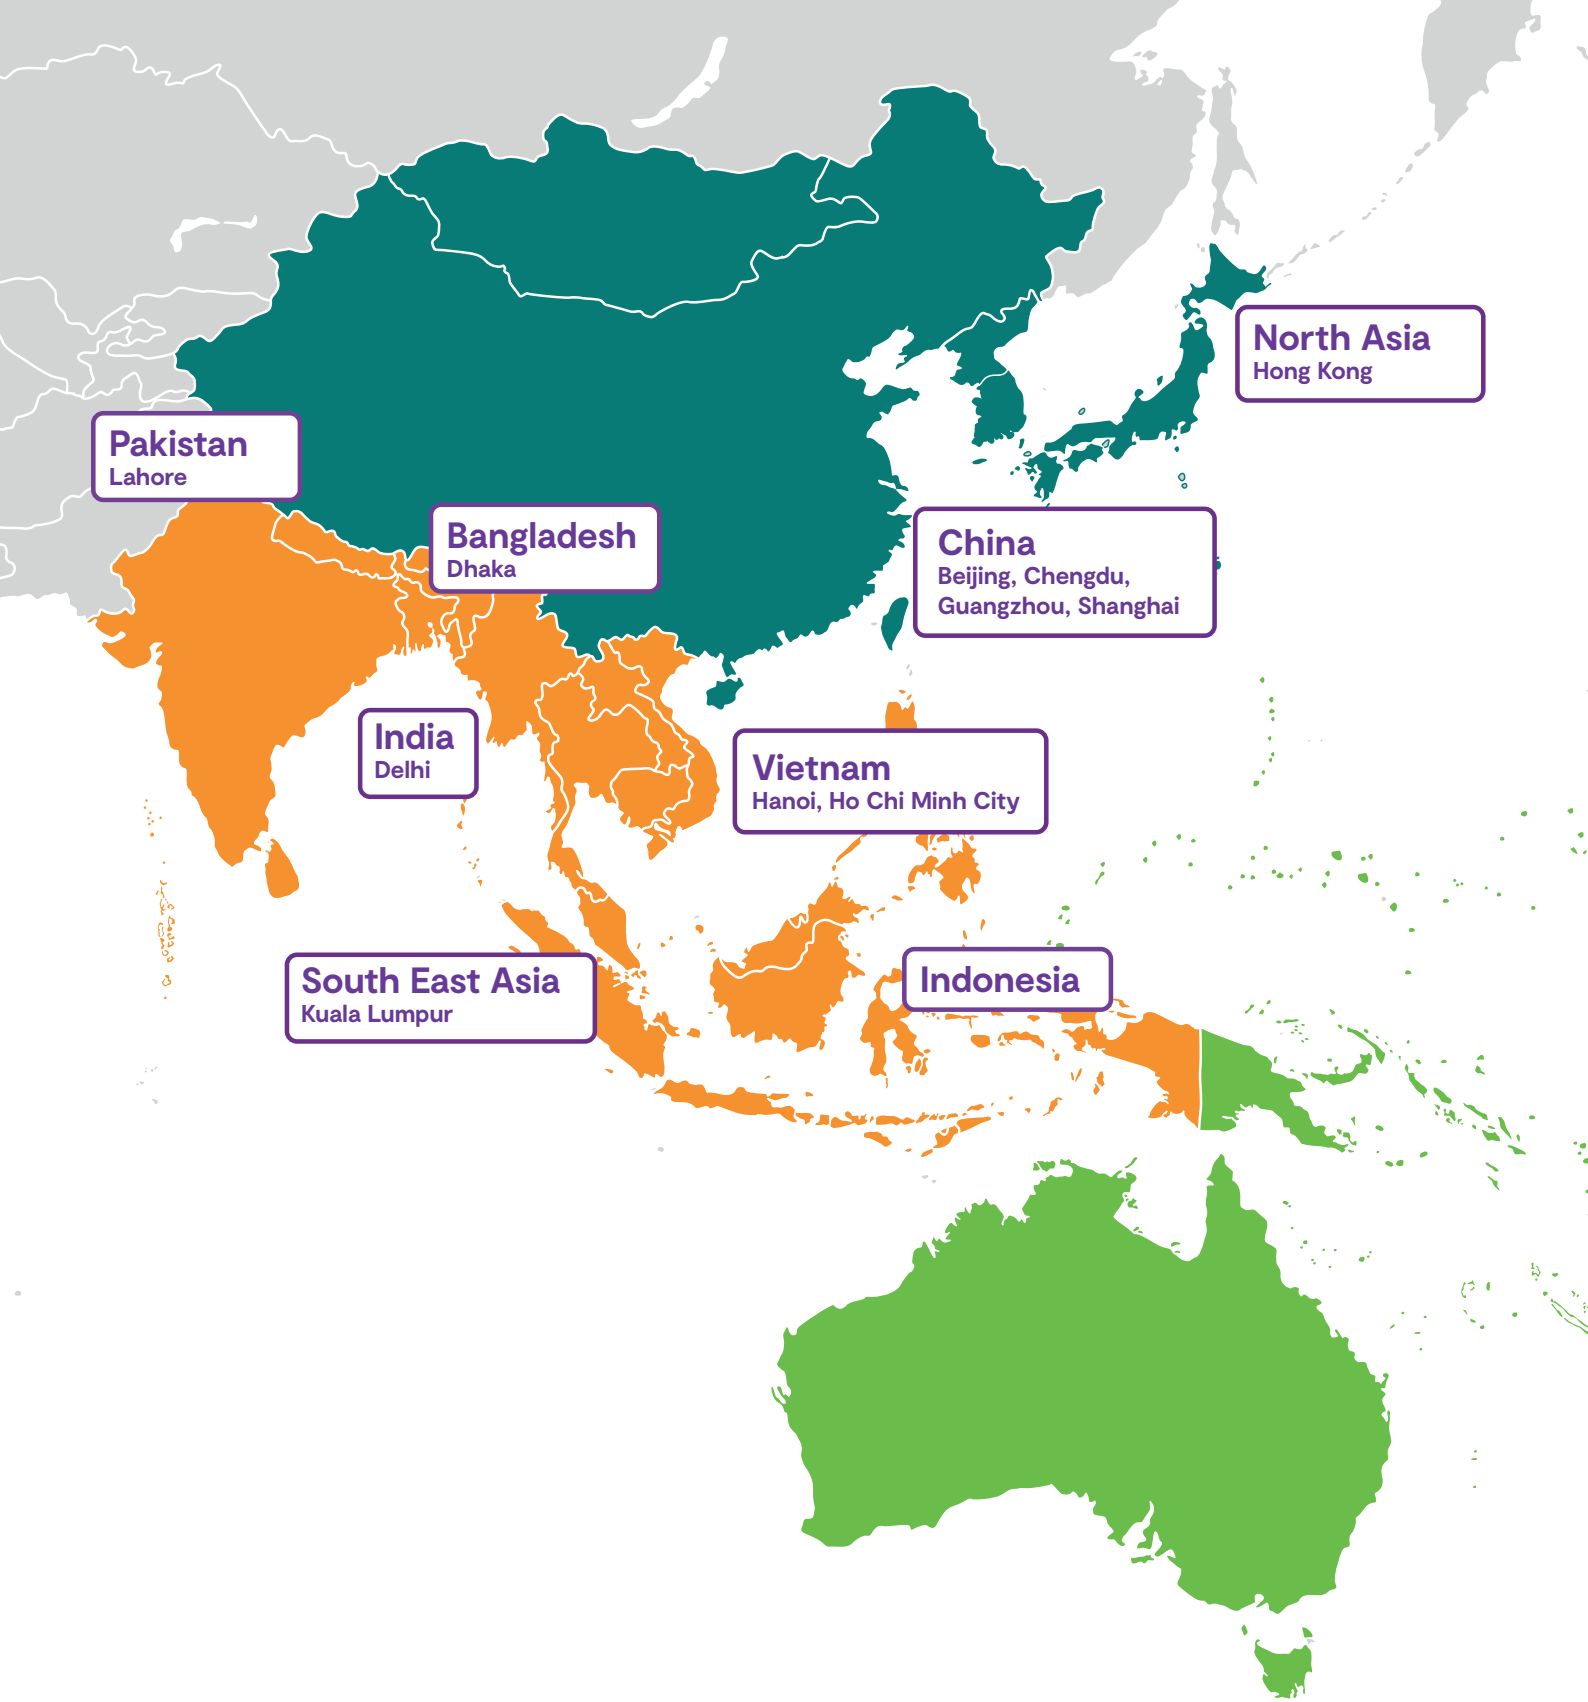 North Asia
Hong Kong
Pakistan
Lahore
Bangladesh
Dhaka
China
Beijing, Chengdu,
Guangzhou, Shanghai
India
Delhi
Vietnam
Hanoi, Ho Chi Minh City
South East Asia
Kuala Lumpur
Indonesia